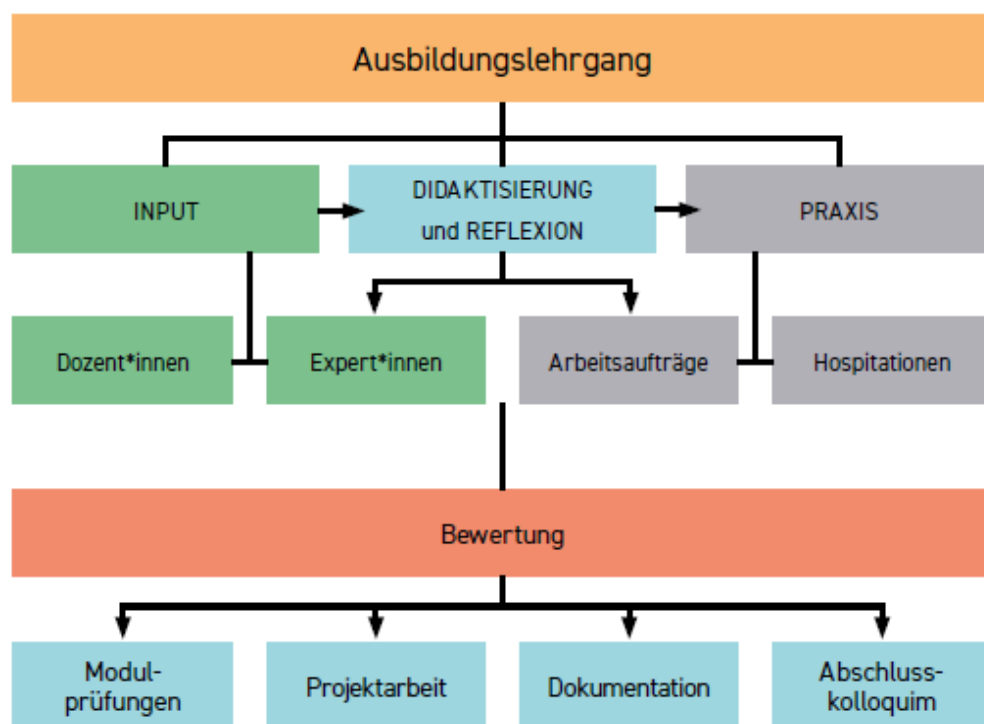 Ausbildungslehrgang
INPUT
DIDAKTISIERUNG
und REFLEXION
PRAXIS
Dozent*innen
Expert*innen
Arbeitsaufträge
Hospitationen
Bewertung
Modul-
prüfungen
Projektarbeit
Dokumentation
Abschluss-
kolloquim